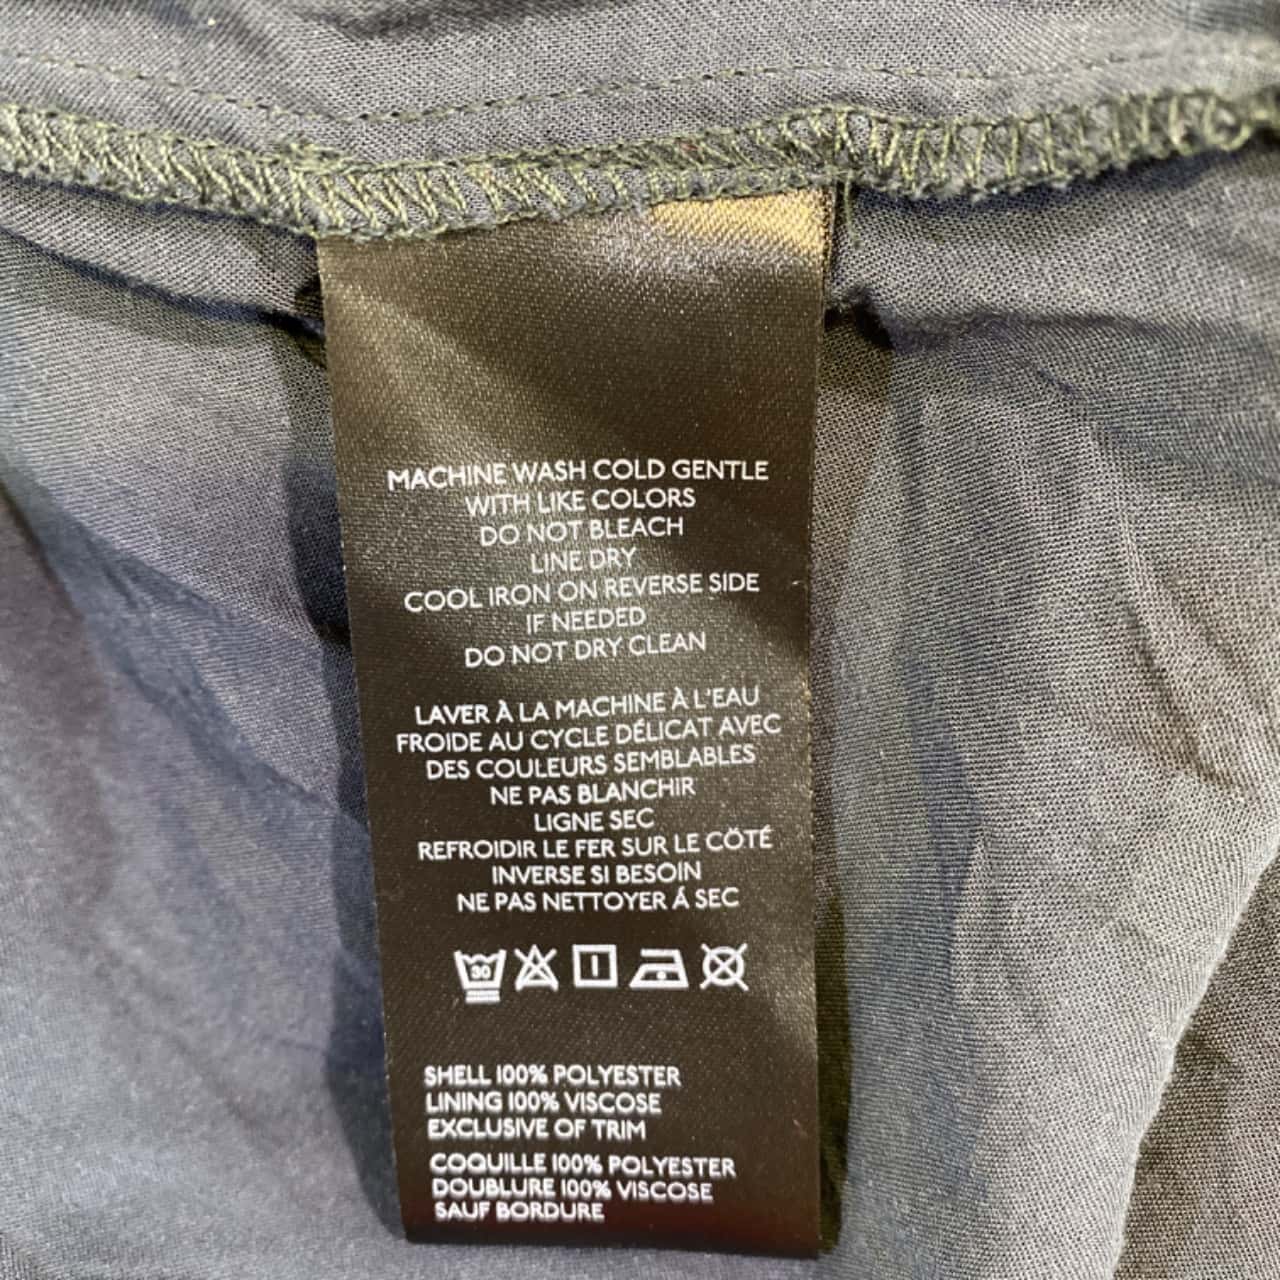 MACHINE WASH COLD GENTLE
WITH LIKE COLORS
DO NOT BLEACH
LINE DRY
COOL IRON ON REVERSE SIDE
IF NEEDED
DO NOT DRY CLEAN
LAVER À LA MACHINE À L'EAU
FROIDE AU CYCLE DÉLICAT AVEC
DES COULEURS SEMBLABLES
NE PAS BLANCHIR
LIGNE SEC
REFROIDIR LE FER SUR LE CÖTÉ
INVERSE SI BESOIN
NE PAS NETTOYER Á SEC
30
SHELL 100% POLYESTER
LINING 100% VISCOSE
EXCLUSIVE OF TRIM
COQUILLE 100% POLYESTER
DOUBLURE 100% VISCOSE
SAUF BORDURE